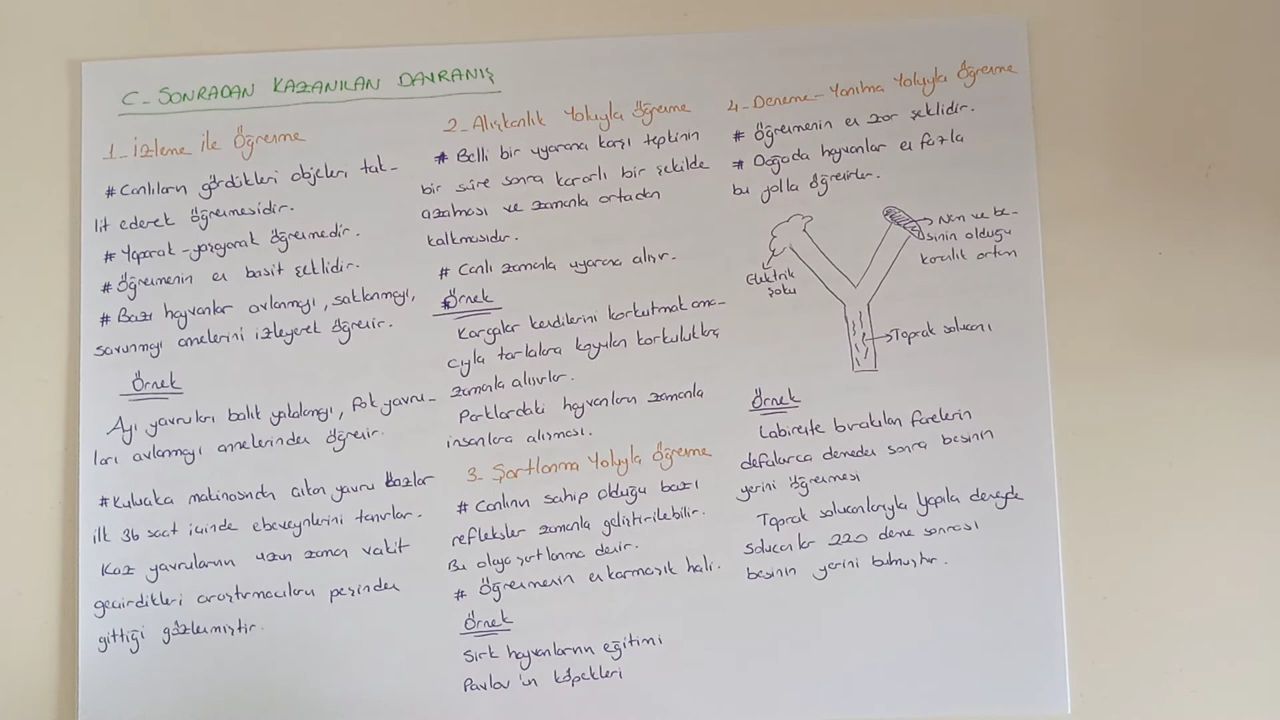 C- SONRADAN KAZANILAN DAVRANIŞ
1- İzleme ile Öğrenme
# Canlıların gördükleri objeleri tak-
lit ederek öğrenmesidir.
# Yaparak-yaşayarak öğrenmedir.
# Öğrenmenin en basit şeklidir.
# Bazı hayvanlar avlanmayı, saklanmayı,
savunmayı annelerini izleyerek öğrenir.
Örnek
Ayı yavruları balık yakalamayı, fok yavru-
ları avlanmayı annelerinden öğrenir.
# Kuluçka makinasından çıkan yavru kazlar
ilk 36 saat içinde ebeveynlerini tanırlar.
Kaz yavrularının uzun zaman vakit
geçirdikleri araştırmacıların peşinden
gittiği gözlenmiştir.
2- Alışkanlık Yoluyla Öğrenme
# Belli bir uyarana karşı tepkinin
bir süre sonra kararlı bir şekilde
azalması ve zamanla ortadan
kalkmasıdır.
# Canlı zamanla uyarana alışır.
Örnek
Kargalar kendilerini korkutmak ama-
cıyla tarlalara koyulan korkuluklara
zamanla alışırlar.
Parklardaki hayvanların zamanla
insanlara alışması.
3- Şartlanma Yoluyla Öğrenme
# Canlının sahip olduğu bazı
refleksler zamanla geliştirilebilir.
Bu olaya şartlanma denir.
# Öğrenmenin en karmaşık hali.
Örnek
Sirk hayvanlarının eğitimi
Pavlov'un köpekleri
4- Deneme-Yanılma Yoluyla Öğrenme
# Öğrenmenin en zor şeklidir.
# Doğada hayvanlar en fazla
bu yolla öğrenirler.
Nem ve be-
sinin olduğu
karanlık ortam
Elektrik
şoku
Toprak solucanı
Örnek
Labirente bırakılan farelerin
defalarca denedikten sonra besinin
yerini öğrenmesi
Toprak solucanlarıyla yapılan deneyde
solucanlar 220 deneme sonrası
besinin yerini bulmuştur.